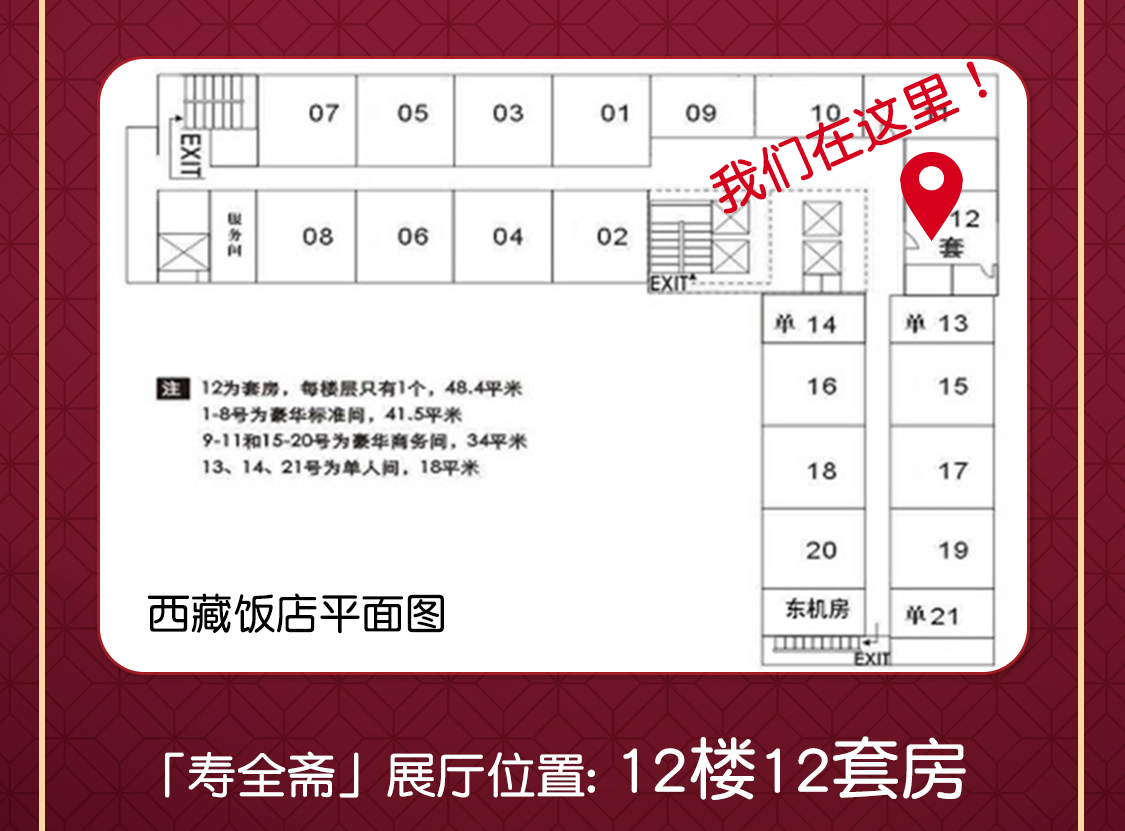 07 05 03 01 09 10
我们在这里！
EXIT
服务间
08 06 04 02
12
套
EXIT
单 14
单 13
16
15
注 12为套房，每楼层只有1个，48.4平米
1-8号为豪华标准间，41.5平米
9-11和15-20号为豪华商务间，34平米
13、14、21号为单人间，18平米
18
17
20
19
东机房
单21
EXIT
西藏饭店平面图
「寿全斋」展厅位置: 12楼12套房